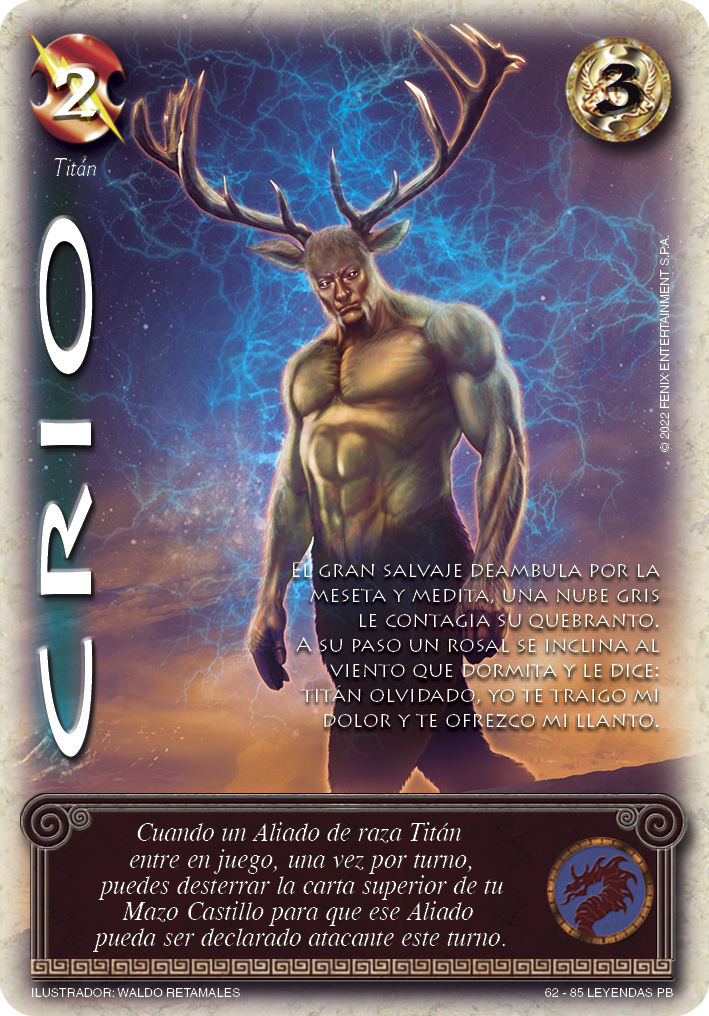 2
3
Titán
CRIO
© 2022 FENIX ENTERTAINMENT S.P.A.
EL GRAN SALVAJE DEAMBULA POR LA
MESETA Y MEDITA, UNA NUBE GRIS
LE CONTAGIA SU QUEBRANTO.
A SU PASO UN ROSAL SE INCLINA AL
VIENTO QUE DORMITA Y LE DICE:
TITÁN OLVIDADO, YO TE TRAIGO MI
DOLOR Y TE OFREZCO MI LLANTO.
Cuando un Aliado de raza Titán
entre en juego, una vez por turno,
puedes desterrar la carta superior de tu
Mazo Castillo para que ese Aliado
pueda ser declarado atacante este turno.
ILUSTRADOR: WALDO RETAMALES
62 - 85 LEYENDAS PB